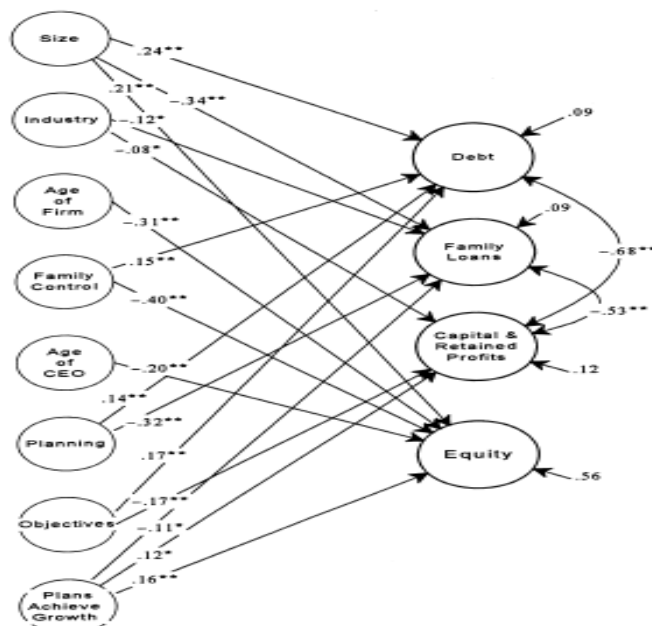 Size
.24**
.21**
-.34**
Industry
-.12*
-.08*
.09
Debt
Age
of
Firm
-.31**
.09
Family
Loans
-.68**
Family
Control
.15**
-.40**
-.53**
Capital &
Retained
Profits
Age
of
CEO
-.20**
.12
.14**
Planning
-.32**
.17**
Equity
.56
Objectives
-.17**
-.11*
.12*
.16**
Plans
Achieve
Growth